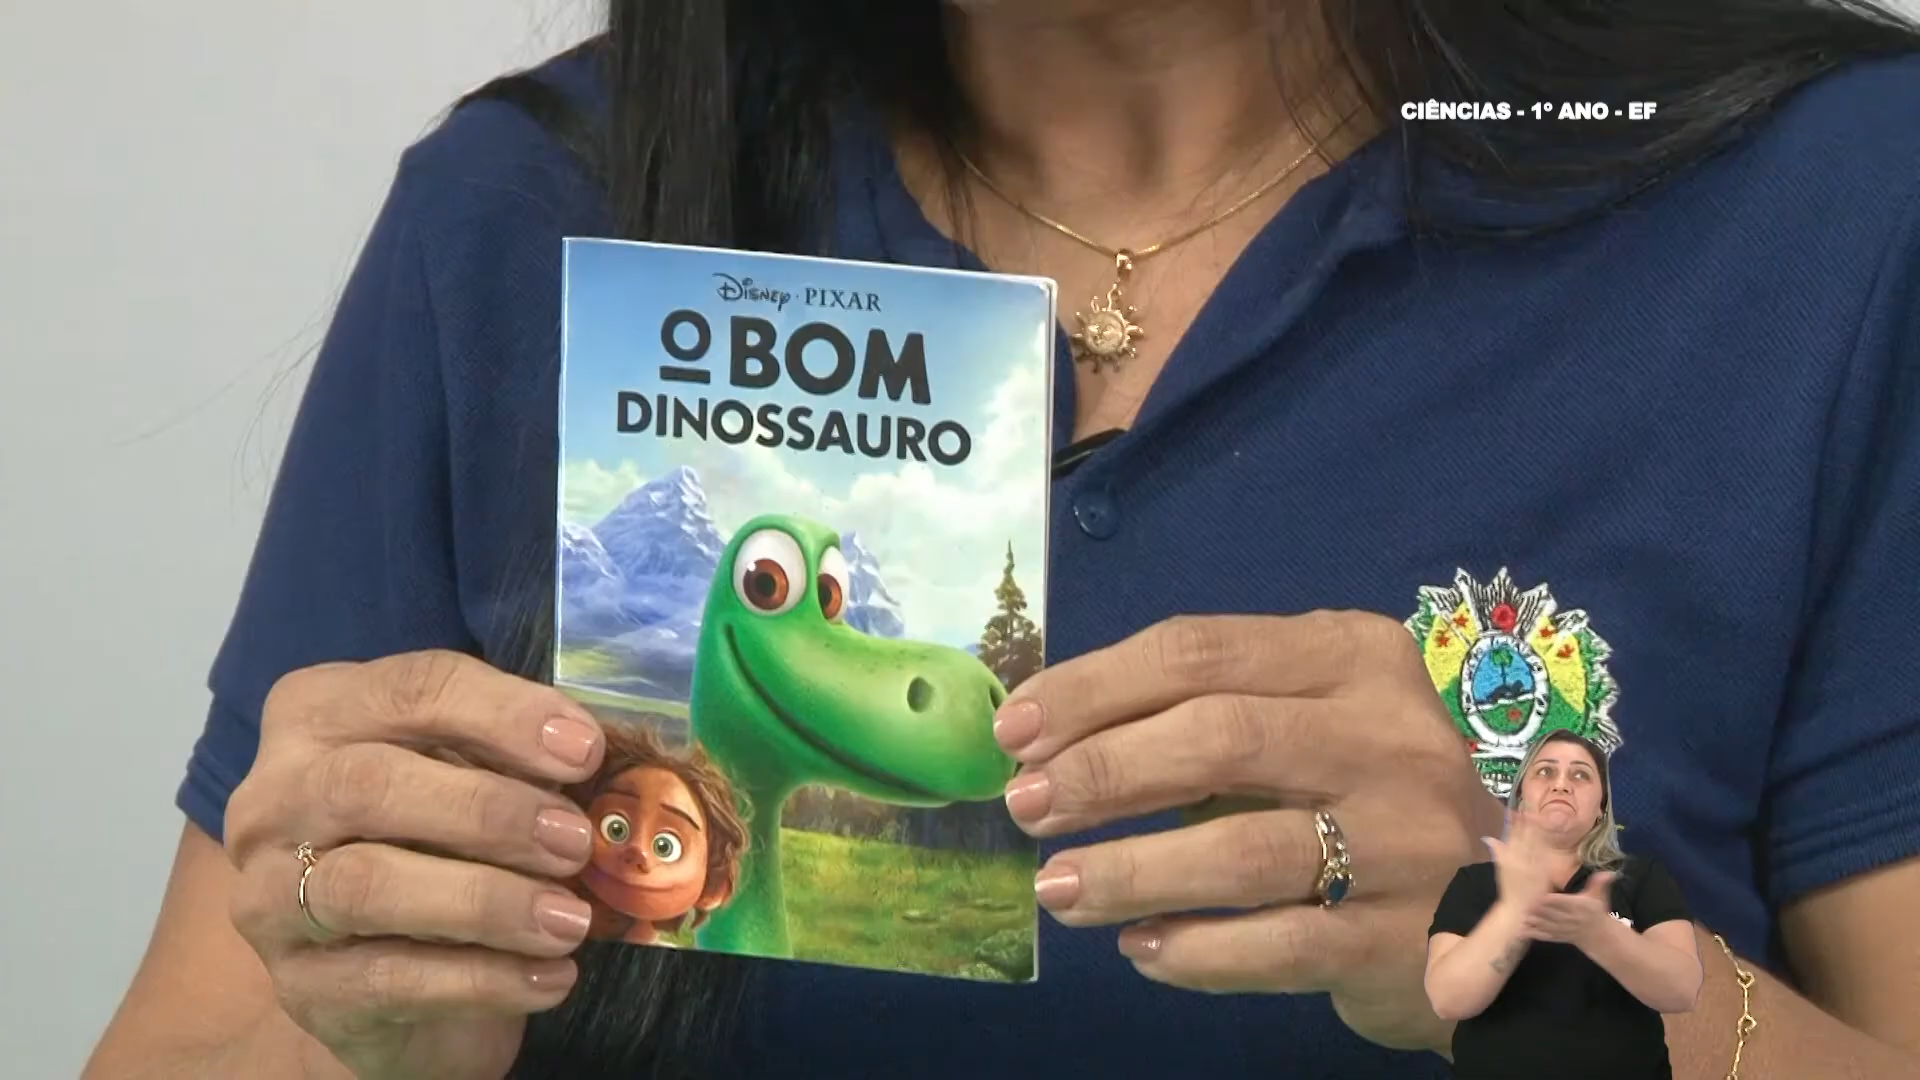 CIÊNCIAS - 1º ANO - EF
Disney · PIXAR
O BOM
DINOSSAURO